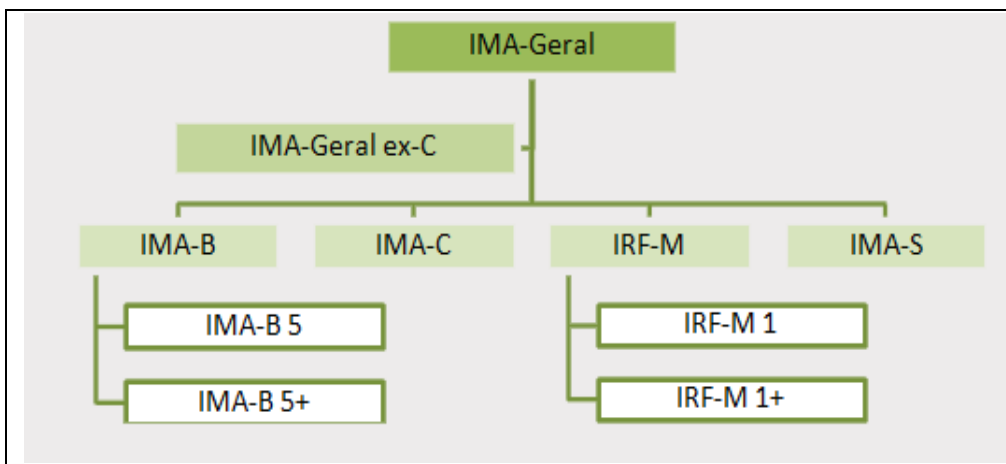 IMA-Geral
IMA-Geral ex-C
IMA-B
IMA-C
IRF-M
IMA-S
IMA-B 5
IRF-M 1
IMA-B 5+
IRF-M 1+